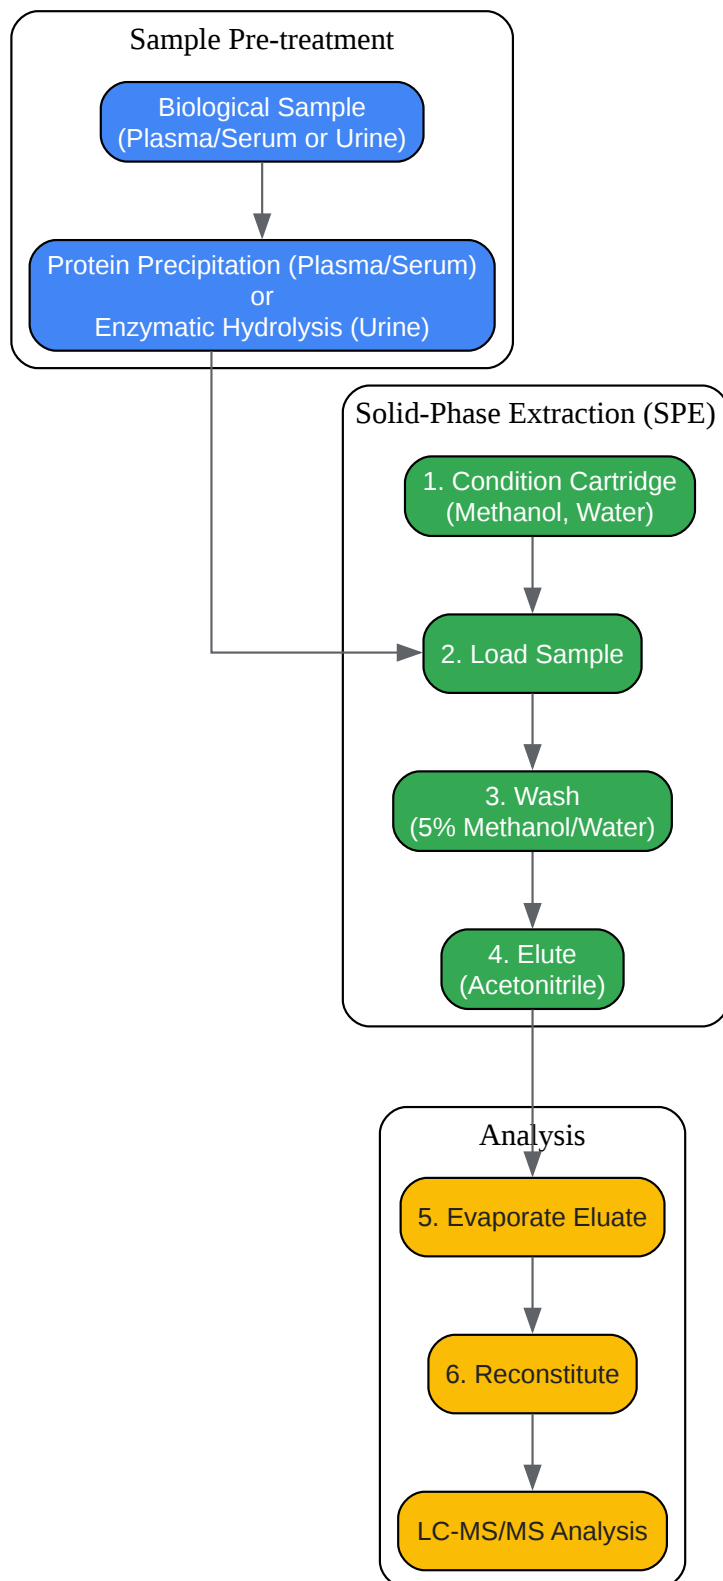 Sample Pre-treatment
Biological Sample
(Plasma/Serum or Urine)
Protein Precipitation (Plasma/Serum)
or
Enzymatic Hydrolysis (Urine)
Solid-Phase Extraction (SPE)
1. Condition Cartridge
(Methanol, Water)
2. Load Sample
3. Wash
(5% Methanol/Water)
4. Elute
(Acetonitrile)
Analysis
5. Evaporate Eluate
6. Reconstitute
LC-MS/MS Analysis